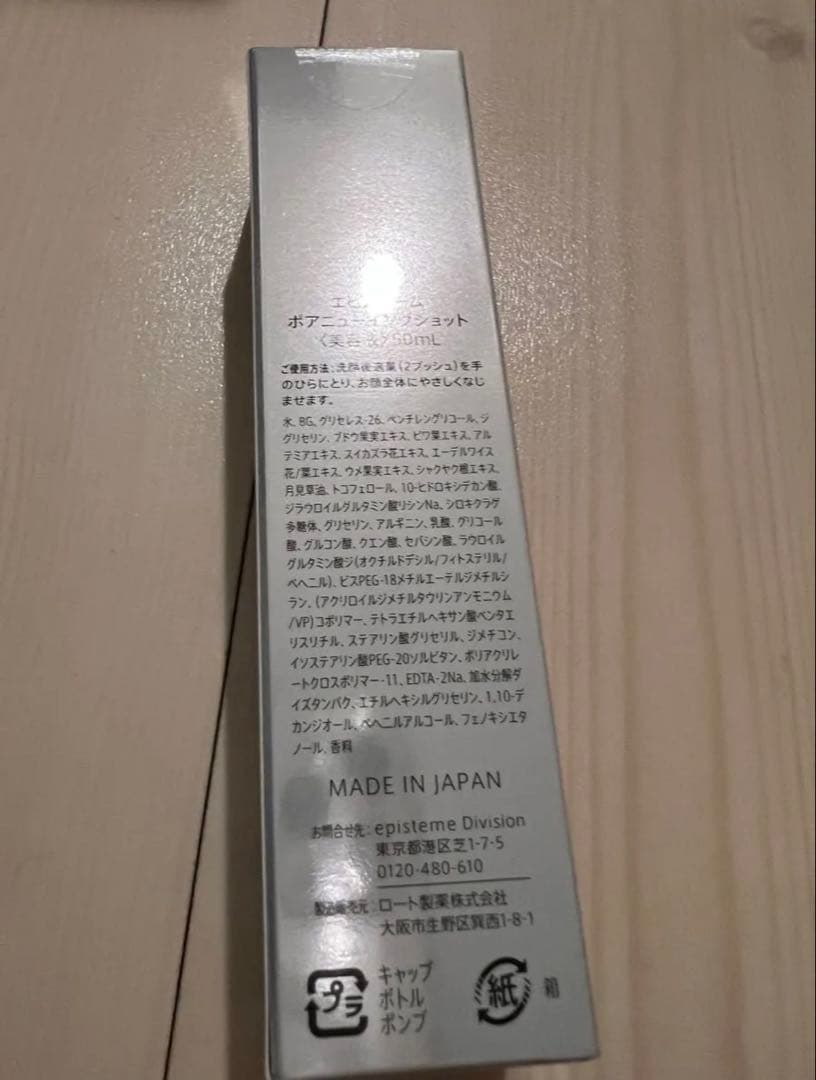 ポアニューイングショット
〈美容液〉50mL
ご使用方法:洗顔後適量(2プッシュ)を手
のひらにとり、お顔全体にやさしくなじ
ませます。
水、BG、グリセレス-26、ペンチレングリコール、ジ
グリセリン、ブドウ果実エキス、ビワ葉エキス、アル
テミアエキス、スイカズラ花エキス、エーデルワイス
花/葉エキス、ウメ果実エキス、シャクヤク根エキス、
月見草油、トコフェロール、10-ヒドロキシデカン酸、
ジラウロイルグルタミン酸リシンNa、シロキクラゲ
多糖体、グリセリン、アルギニン、乳酸、グリコール
酸、グルコン酸、クエン酸、セバシン酸、ラウロイル
グルタミン酸ジ(オクチルドデシル/フィトステリル/
ベヘニル)、ビスPEG-18メチルエーテルジメチルシ
ラン、(アクリロイルジメチルタウリンアンモニウム
/VP)コポリマー、テトラエチルヘキサン酸ペンタエ
リスリチル、ステアリン酸グリセリル、ジメチコン、
イソステアリン酸PEG-20ソルビタン、ポリアクリレ
ートクロスポリマー-11、EDTA-2Na、加水分解ダ
イズタンパク、エチルヘキシルグリセリン、1,10-デ
カンジオール、ベヘニルアルコール、フェノキシエタ
ノール、香料
MADE IN JAPAN
お問合せ先:episteme Division
東京都港区芝1-7-5
0120-480-610
製造販売元:ロート製薬株式会社
大阪市生野区巽西1-8-1
プラ
キャップ
ボトル
ポンプ
紙 箱